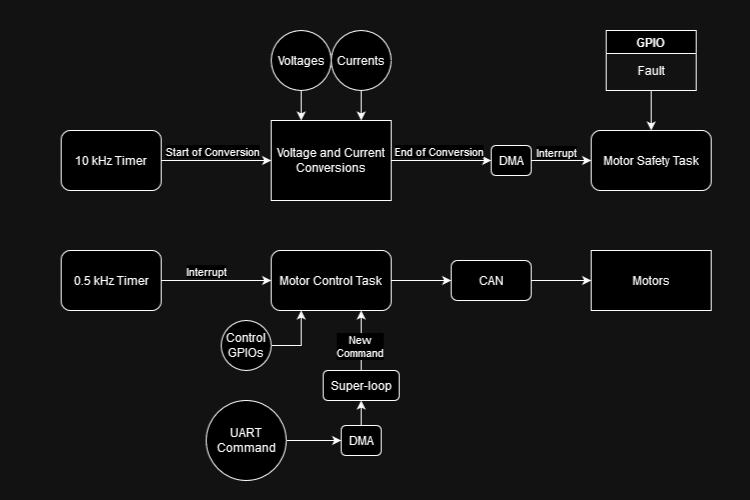 Voltages
Currents
GPIO
Fault
10 kHz Timer
Start of Conversion
Voltage and Current
Conversions
End of Conversion
DMA
Interrupt
Motor Safety Task
0.5 kHz Timer
Interrupt
Motor Control Task
CAN
Motors
Control
GPIOs
New
Command
Super-loop
UART
Command
DMA